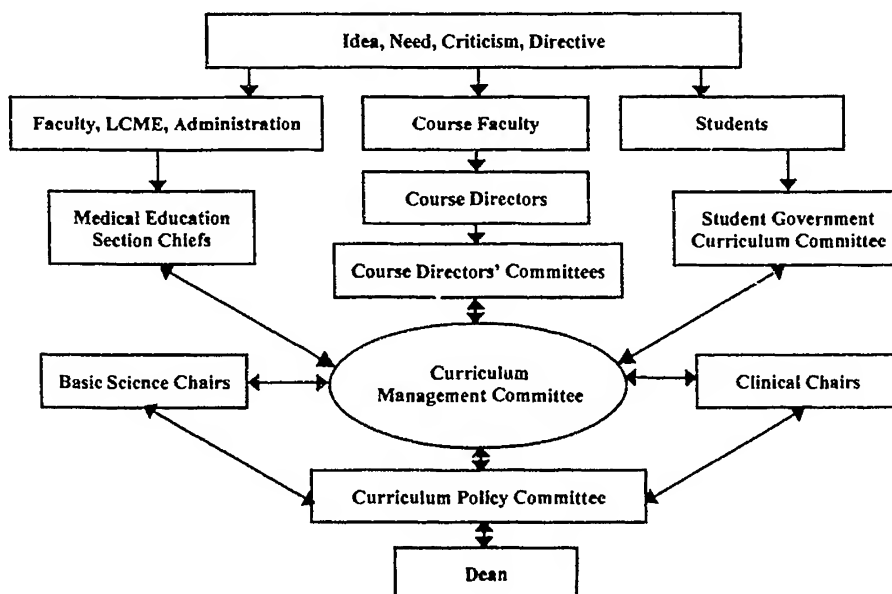 Idea, Need, Criticism, Directive
Faculty, LCME, Administration
Course Faculty
Students
Course Directors
Medical Education
Section Chiefs
Student Government
Curriculum Committee
Course Directors' Committees
Basic Science Chairs
Curriculum
Management Committee
Clinical Chairs
Curriculum Policy Committee
Dean